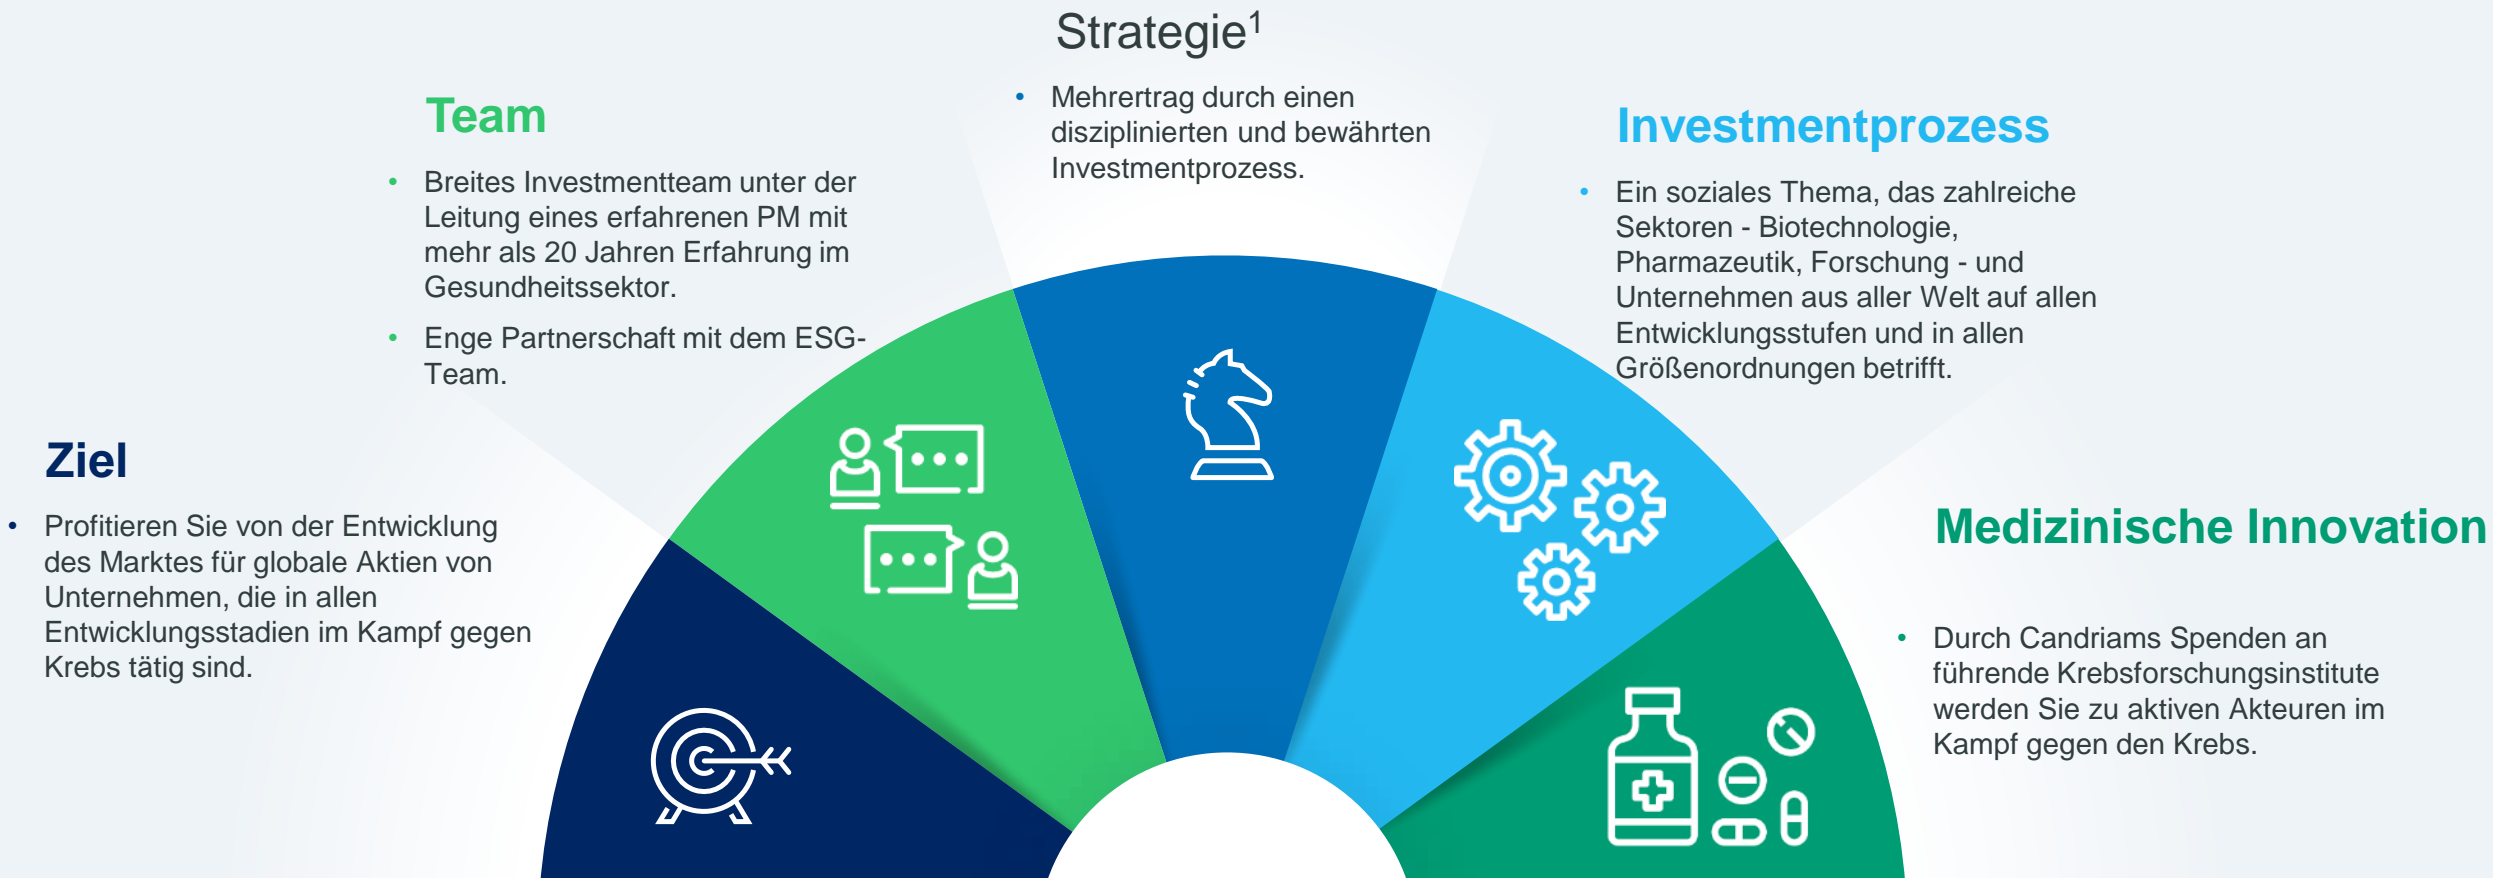 Strategie¹
• Mehrertrag durch einen
disziplinierten und bewährten
Investmentprozess.
Team
• Breites Investmentteam unter der
Leitung eines erfahrenen PM mit
mehr als 20 Jahren Erfahrung im
Gesundheitssektor.
• Enge Partnerschaft mit dem ESG-
Team.
Investmentprozess
• Ein soziales Thema, das zahlreiche
Sektoren - Biotechnologie,
Pharmazeutik, Forschung - und
Unternehmen aus aller Welt auf allen
Entwicklungsstufen und in allen
Größenordnungen betrifft.
Ziel
• Profitieren Sie von der Entwicklung
des Marktes für globale Aktien von
Unternehmen, die in allen
Entwicklungsstadien im Kampf gegen
Krebs tätig sind.
Medizinische Innovation
• Durch Candriams Spenden an
führende Krebsforschungsinstitute
werden Sie zu aktiven Akteuren im
Kampf gegen den Krebs.